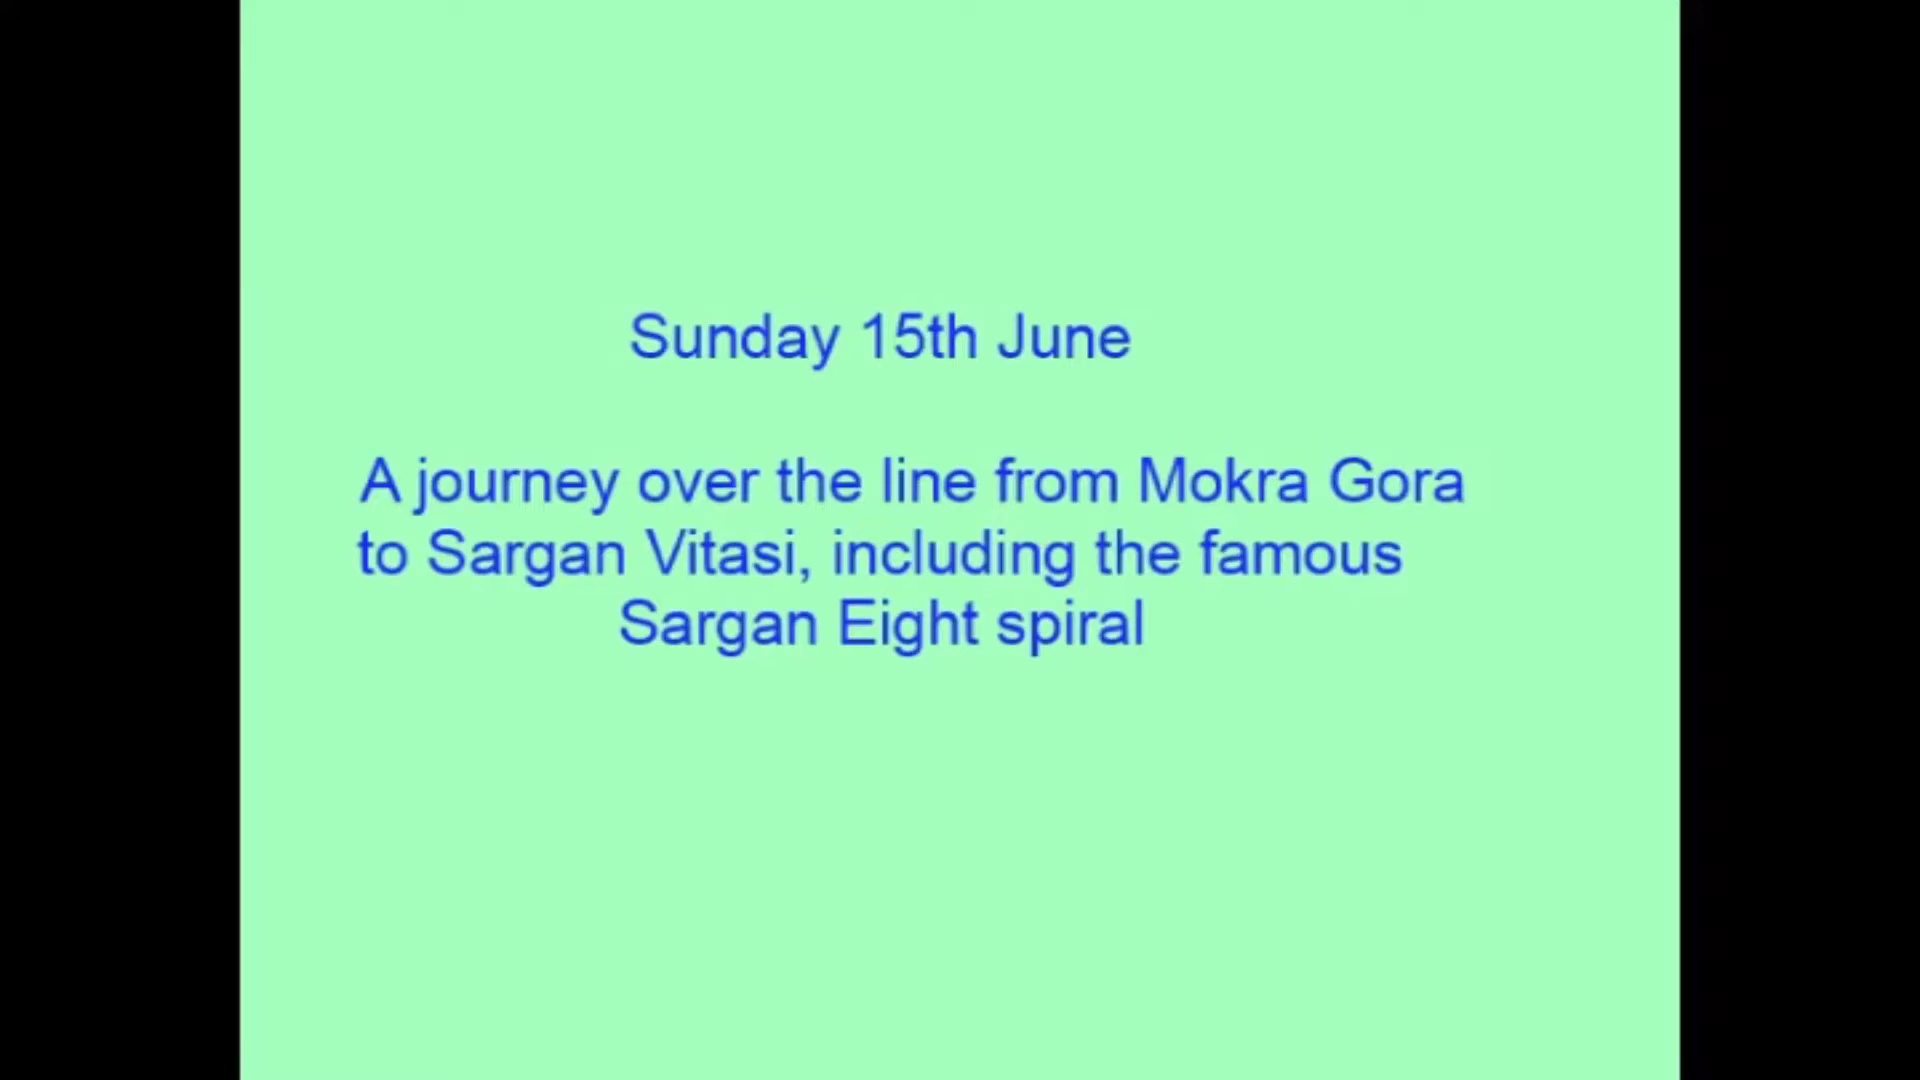 Sunday 15th June
A journey over the line from Mokra Gora
to Sargan Vitasi, including the famous
Sargan Eight spiral